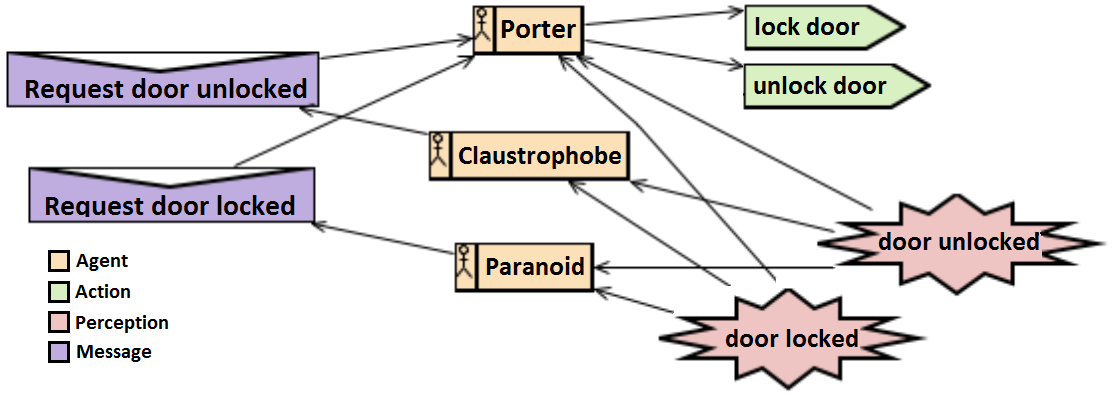 Porter
lock door
unlock door
Request door unlocked
Claustrophobe
Request door locked
door unlocked
Paranoid
door locked
Agent
Action
Perception
Message